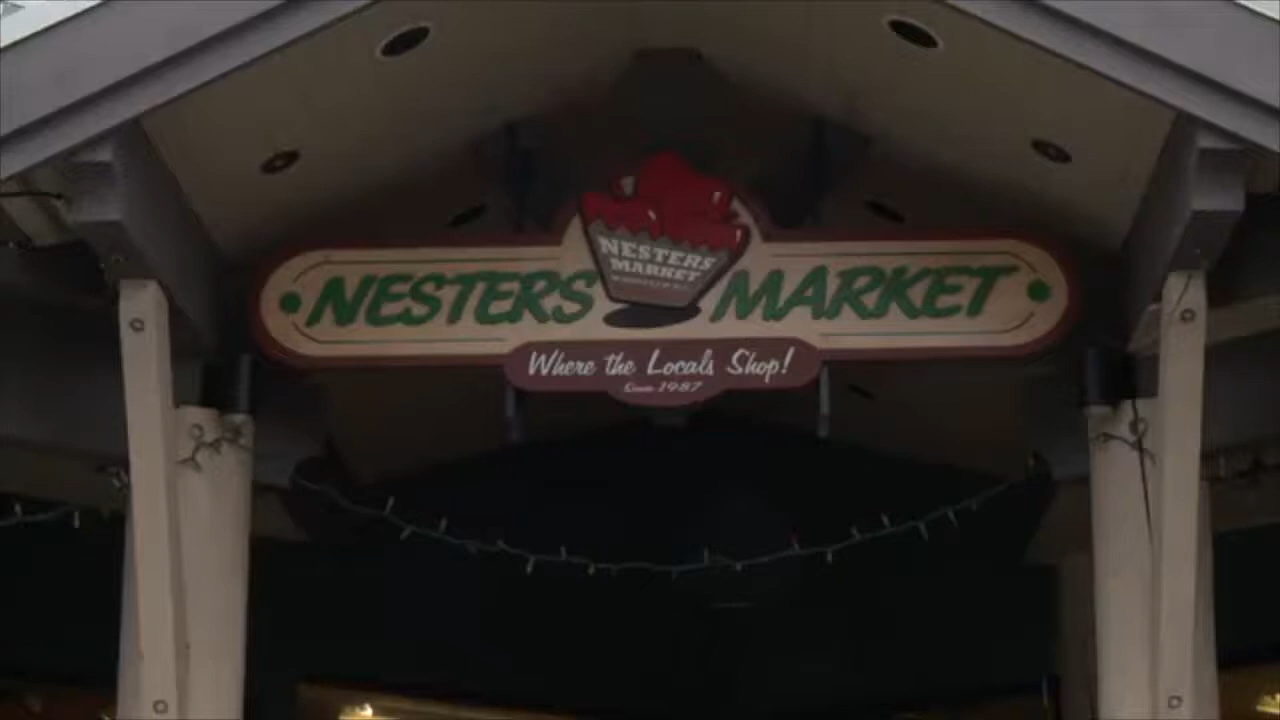 NESTERS MARKET
NESTERS
MARKET
Where the Locals Shop!
Since 1987